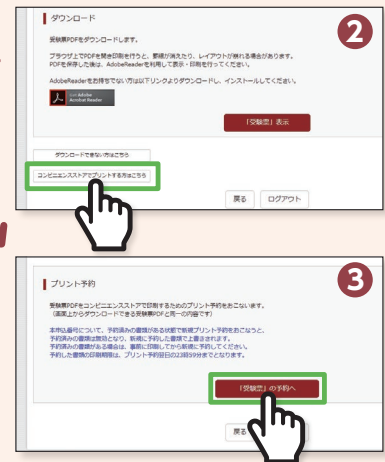 2
ダウンロード
受験票PDFをダウンロードします。
ブラウザ上でPDFを開き印刷を行うと、罫線が消えたり、レイアウトが崩れる場合があります。
PDFを保存した後は、AdobeReaderを利用して表示・印刷を行ってください。
AdobeReaderをお持ちでない方は以下リンクよりダウンロードし、インストールしてください。
Get Adobe
Acrobat Reader
「受験票」表示
ダウンロードできない方はこちら
コンビニエンスストアでプリントする方はこちら
戻る ログアウト
3
プリント予約
受験票PDFをコンビニエンスストアで印刷するためのプリント予約をおこないます。
（画面上からダウンロードできる受験票PDFと同一の内容です）
本申込番号について、予約済みの書類がある状態で新規プリント予約をおこなうと、
予約済みの書類は無効となり、新規に予約した書類で上書きされます。
予約済みの書類がある場合は、事前に印刷してから新規に予約してください。
予約した書類の印刷期限は、プリント予約翌日の23時59分までとなります。
「受験票」の予約へ
戻る